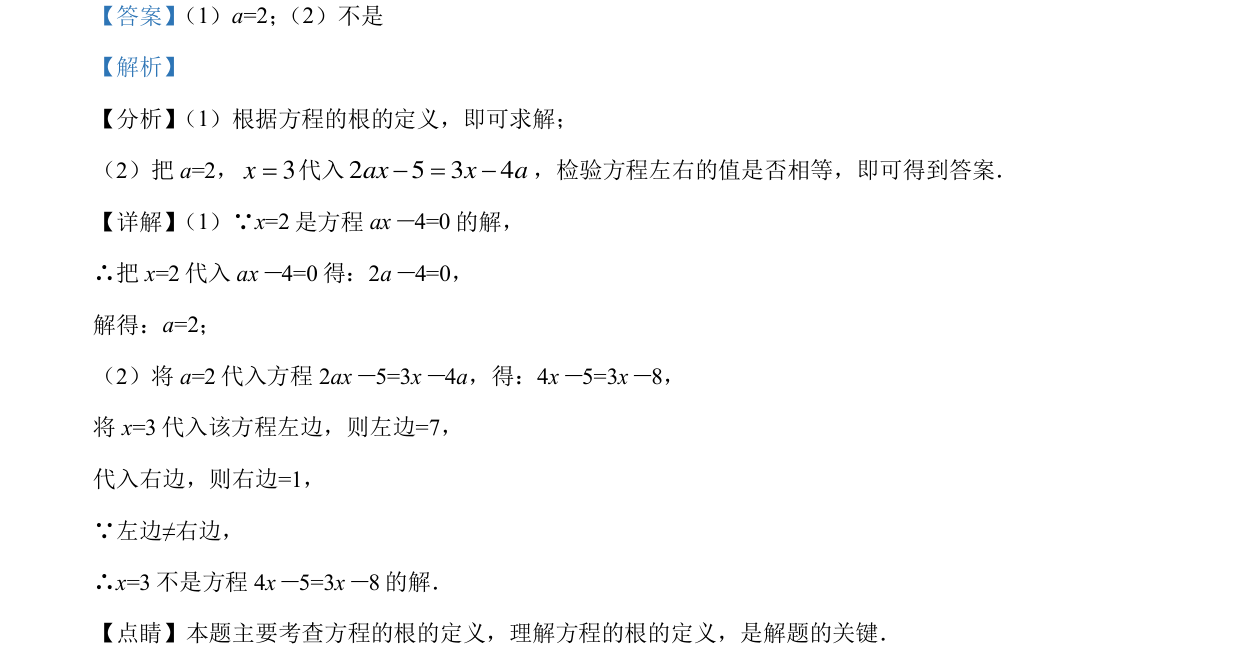 【答案】（1）a=2；（2）不是
【解析】
【分析】（1）根据方程的根的定义，即可求解；
（2）把 a=2， x = 3代入 2ax − 5 = 3x − 4a ，检验方程左右的值是否相等，即可得到答案．
【详解】（1）∵x=2 是方程 ax－4=0 的解，
∴把 x=2 代入 ax－4=0 得：2a－4=0，
解得：a=2；
（2）将 a=2 代入方程 2ax－5=3x－4a，得：4x－5=3x－8，
将 x=3 代入该方程左边，则左边=7，
代入右边，则右边=1，
∵左边≠右边，
∴x=3 不是方程 4x－5=3x－8 的解．
【点睛】本题主要考查方程的根的定义，理解方程的根的定义，是解题的关键．